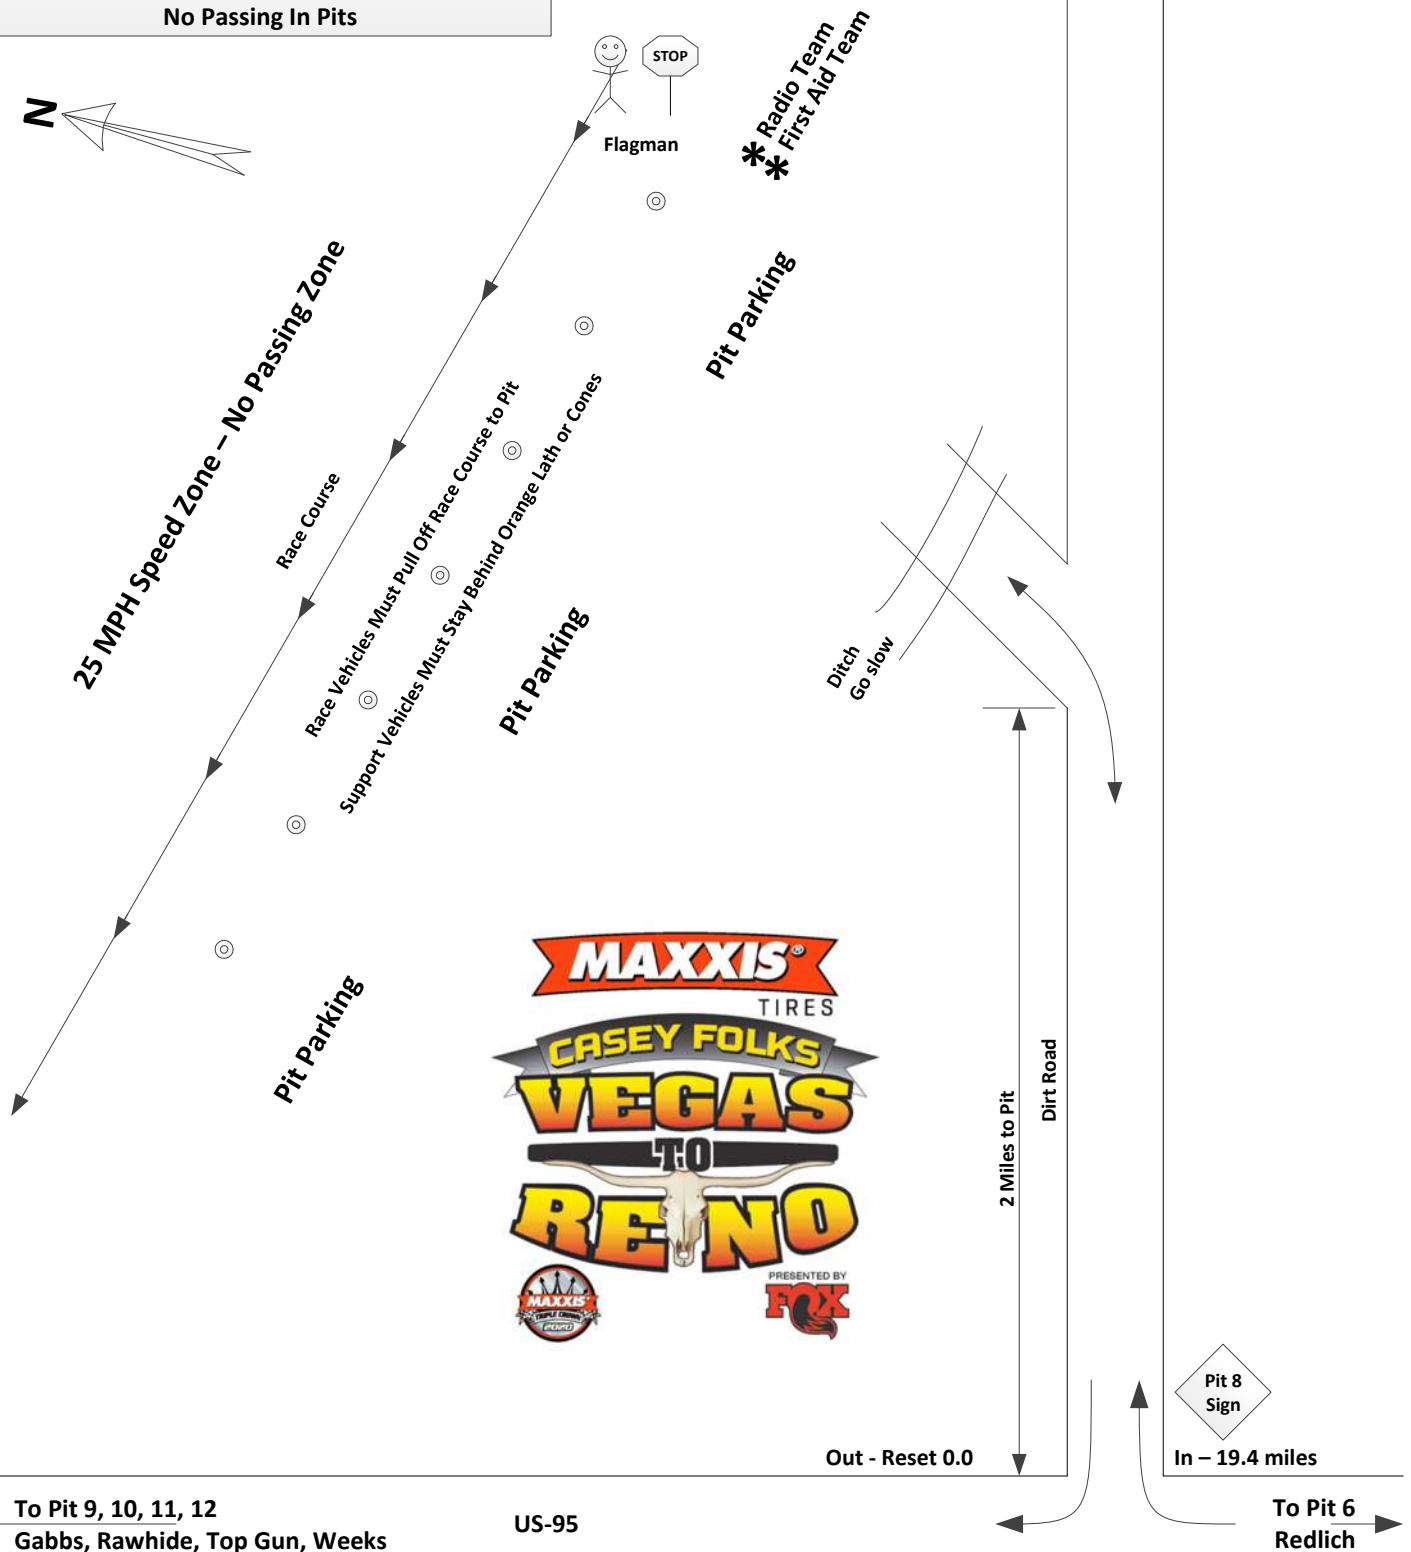 No Passing In Pits
N
STOP
Flagman
Radio Team
First Aid Team
Pit Parking
25 MPH Speed Zone – No Passing Zone
Race Course
Race Vehicles Must Pull Off Race Course to Pit
Support Vehicles Must Stay Behind Orange Lath or Cones
Pit Parking
Ditch
Go slow
Pit Parking
MAXXIS®
TIRES
CASEY FOLKS
VEGAS
TO
RENO
MAXXIS
TRIPLE CROWN
2020
PRESENTED BY
FOX
2 Miles to Pit
Dirt Road
Pit 8
Sign
Out - Reset 0.0
In – 19.4 miles
To Pit 9, 10, 11, 12
Gabbs, Rawhide, Top Gun, Weeks
US-95
To Pit 6
Redlich